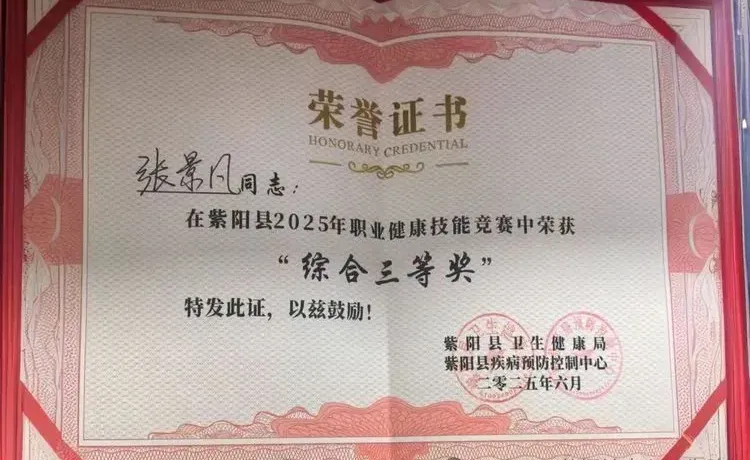 荣誉证书
HONORARY CREDENTIAL
张景凡同志：
在紫阳县2025年职业健康技能竞赛中荣获
“综合三等奖”
特发此证，以兹鼓励！
紫阳县卫生健康局
紫阳县疾病预防控制中心
二零二五年六月